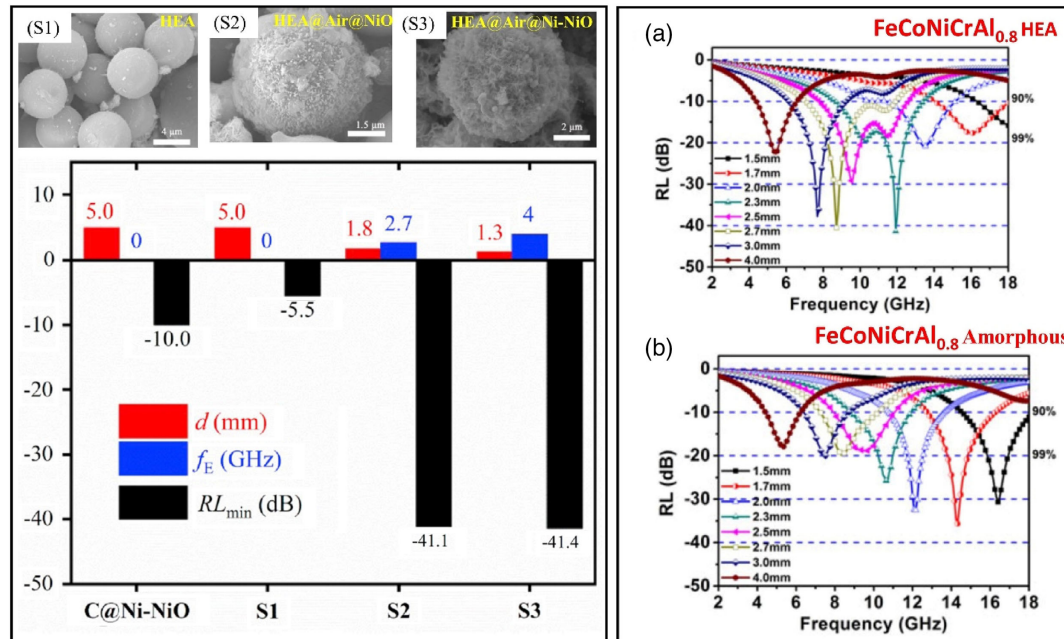 (S1)
HEA
4 μm
(S2)
HEA@Air@NiO
1.5 μm
(S3)
HEA@Air@Ni-NiO
2 μm
10
0
-10
-20
-30
-40
-50
5.0
0
-10.0
5.0
0
-5.5
1.8
2.7
-41.1
1.3
4
-41.4
d (mm)
fE (GHz)
RLmin (dB)
C@Ni-NiO
S1
S2
S3
(a)
FeCoNiCrAl0.8 HEA
0
-10
-20
-30
-40
-50
RL (dB)
90%
99%
1.5mm
1.7mm
2.0mm
2.3mm
2.5mm
2.7mm
3.0mm
4.0mm
2 4 6 8 10 12 14 16 18
Frequency (GHz)
(b)
FeCoNiCrAl0.8 Amorphous
0
-10
-20
-30
-40
-50
RL (dB)
90%
99%
1.5mm
1.7mm
2.0mm
2.3mm
2.5mm
2.7mm
3.0mm
4.0mm
2 4 6 8 10 12 14 16 18
Frequency (GHz)